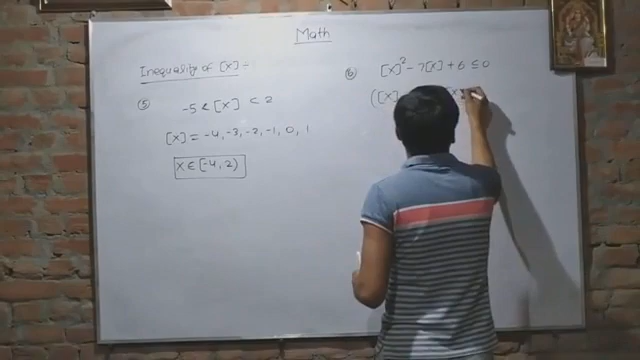 Math
Inequality of [x] :-
⑤ -5 < [x] < 2
[x] = -4, -3, -2, -1, 0, 1
x ∈ [-4, 2)
⑥ [x]² - 7[x] + 6 ≤ 0
([x]